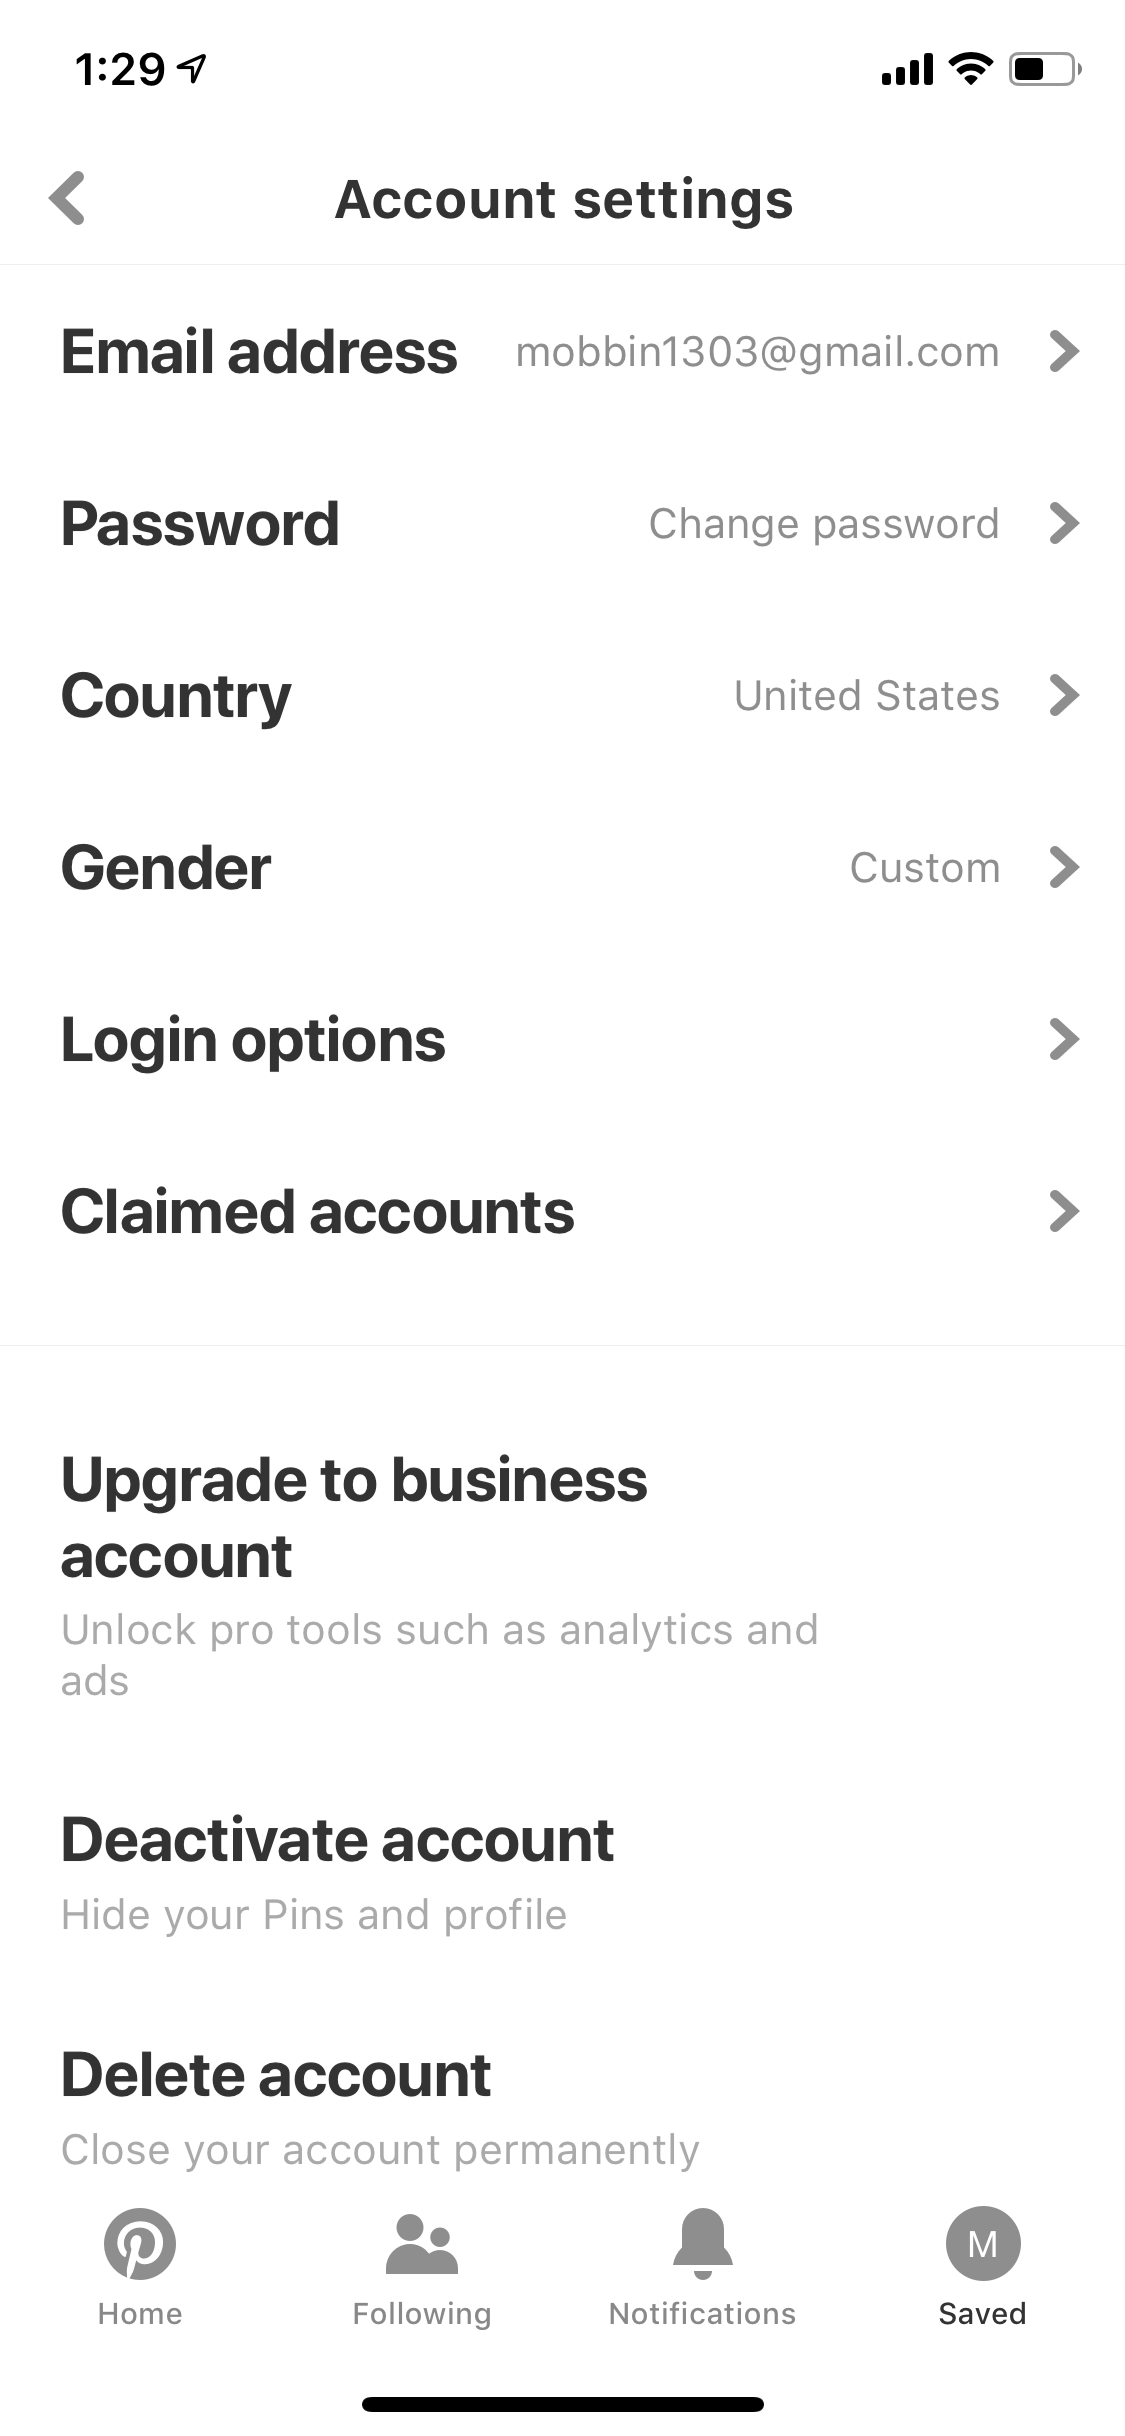 1:29
Account settings
Email address mobbin1303@gmail.com
Password Change password
Country United States
Gender Custom
Login options
Claimed accounts
Upgrade to business
account
Unlock pro tools such as analytics and
ads
Deactivate account
Hide your Pins and profile
Delete account
Close your account permanently
M
Home Following Notifications Saved